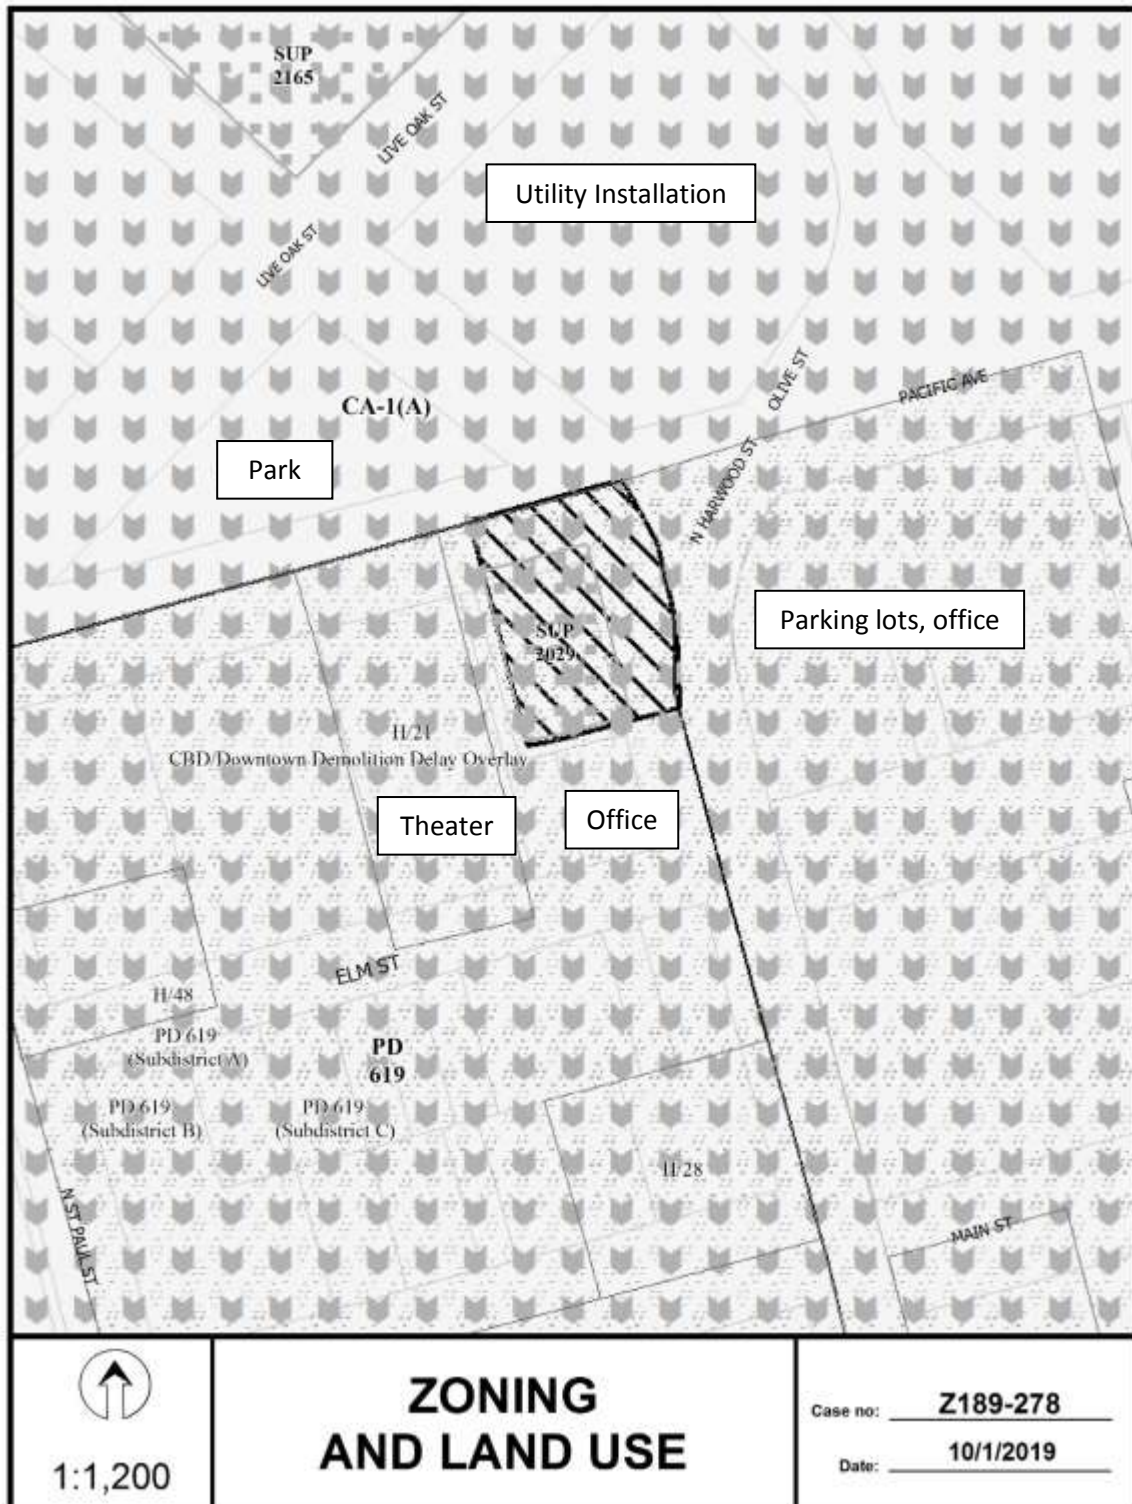 SUP
2165
LIVE OAK ST
Utility Installation
LIVE OAK ST
OLIVE ST
PACIFIC AVE
CA-1(A)
Park
N HARWOOD ST
Parking lots, office
SUP
2029
H/21
CBD/Downtown Demolition Delay Overlay
Theater
Office
ELM ST
H/48
PD 619
(Subdistrict A)
PD
619
PD 619
(Subdistrict B)
PD 619
(Subdistrict C)
H/28
N ST PAUL ST
MAIN ST
1:1,200
ZONING
AND LAND USE
Case no: Z189-278
Date: 10/1/2019